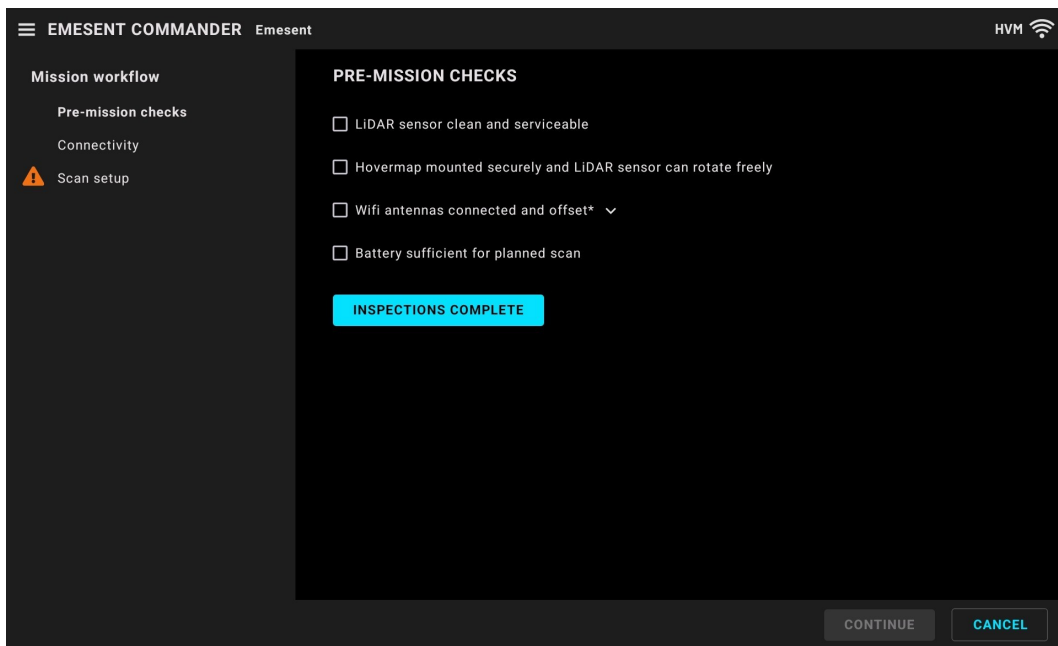 EMESENT COMMANDER Emesent
HVM
Mission workflow
Pre-mission checks
Connectivity
Scan setup
PRE-MISSION CHECKS
LiDAR sensor clean and serviceable
Hovermap mounted securely and LiDAR sensor can rotate freely
Wifi antennas connected and offset*
Battery sufficient for planned scan
INSPECTIONS COMPLETE
CONTINUE
CANCEL